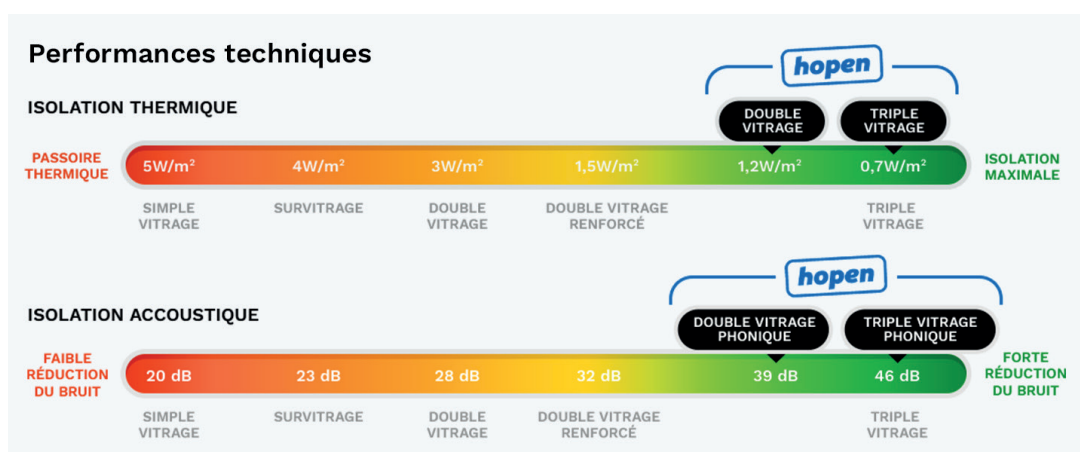 Performances techniques
hopen
ISOLATION THERMIQUE
DOUBLE
VITRAGE
TRIPLE
VITRAGE
PASSOIRE
THERMIQUE
5W/m² 4W/m² 3W/m² 1,5W/m² 1,2W/m² 0,7W/m²
ISOLATION
MAXIMALE
SIMPLE
VITRAGE
SURVITRAGE
DOUBLE
VITRAGE
DOUBLE VITRAGE
RENFORCÉ
TRIPLE
VITRAGE
hopen
ISOLATION ACCOUSTIQUE
DOUBLE VITRAGE
PHONIQUE
TRIPLE VITRAGE
PHONIQUE
FAIBLE
RÉDUCTION
DU BRUIT
20 dB 23 dB 28 dB 32 dB 39 dB 46 dB
FORTE
RÉDUCTION
DU BRUIT
SIMPLE
VITRAGE
SURVITRAGE
DOUBLE
VITRAGE
DOUBLE VITRAGE
RENFORCÉ
TRIPLE
VITRAGE